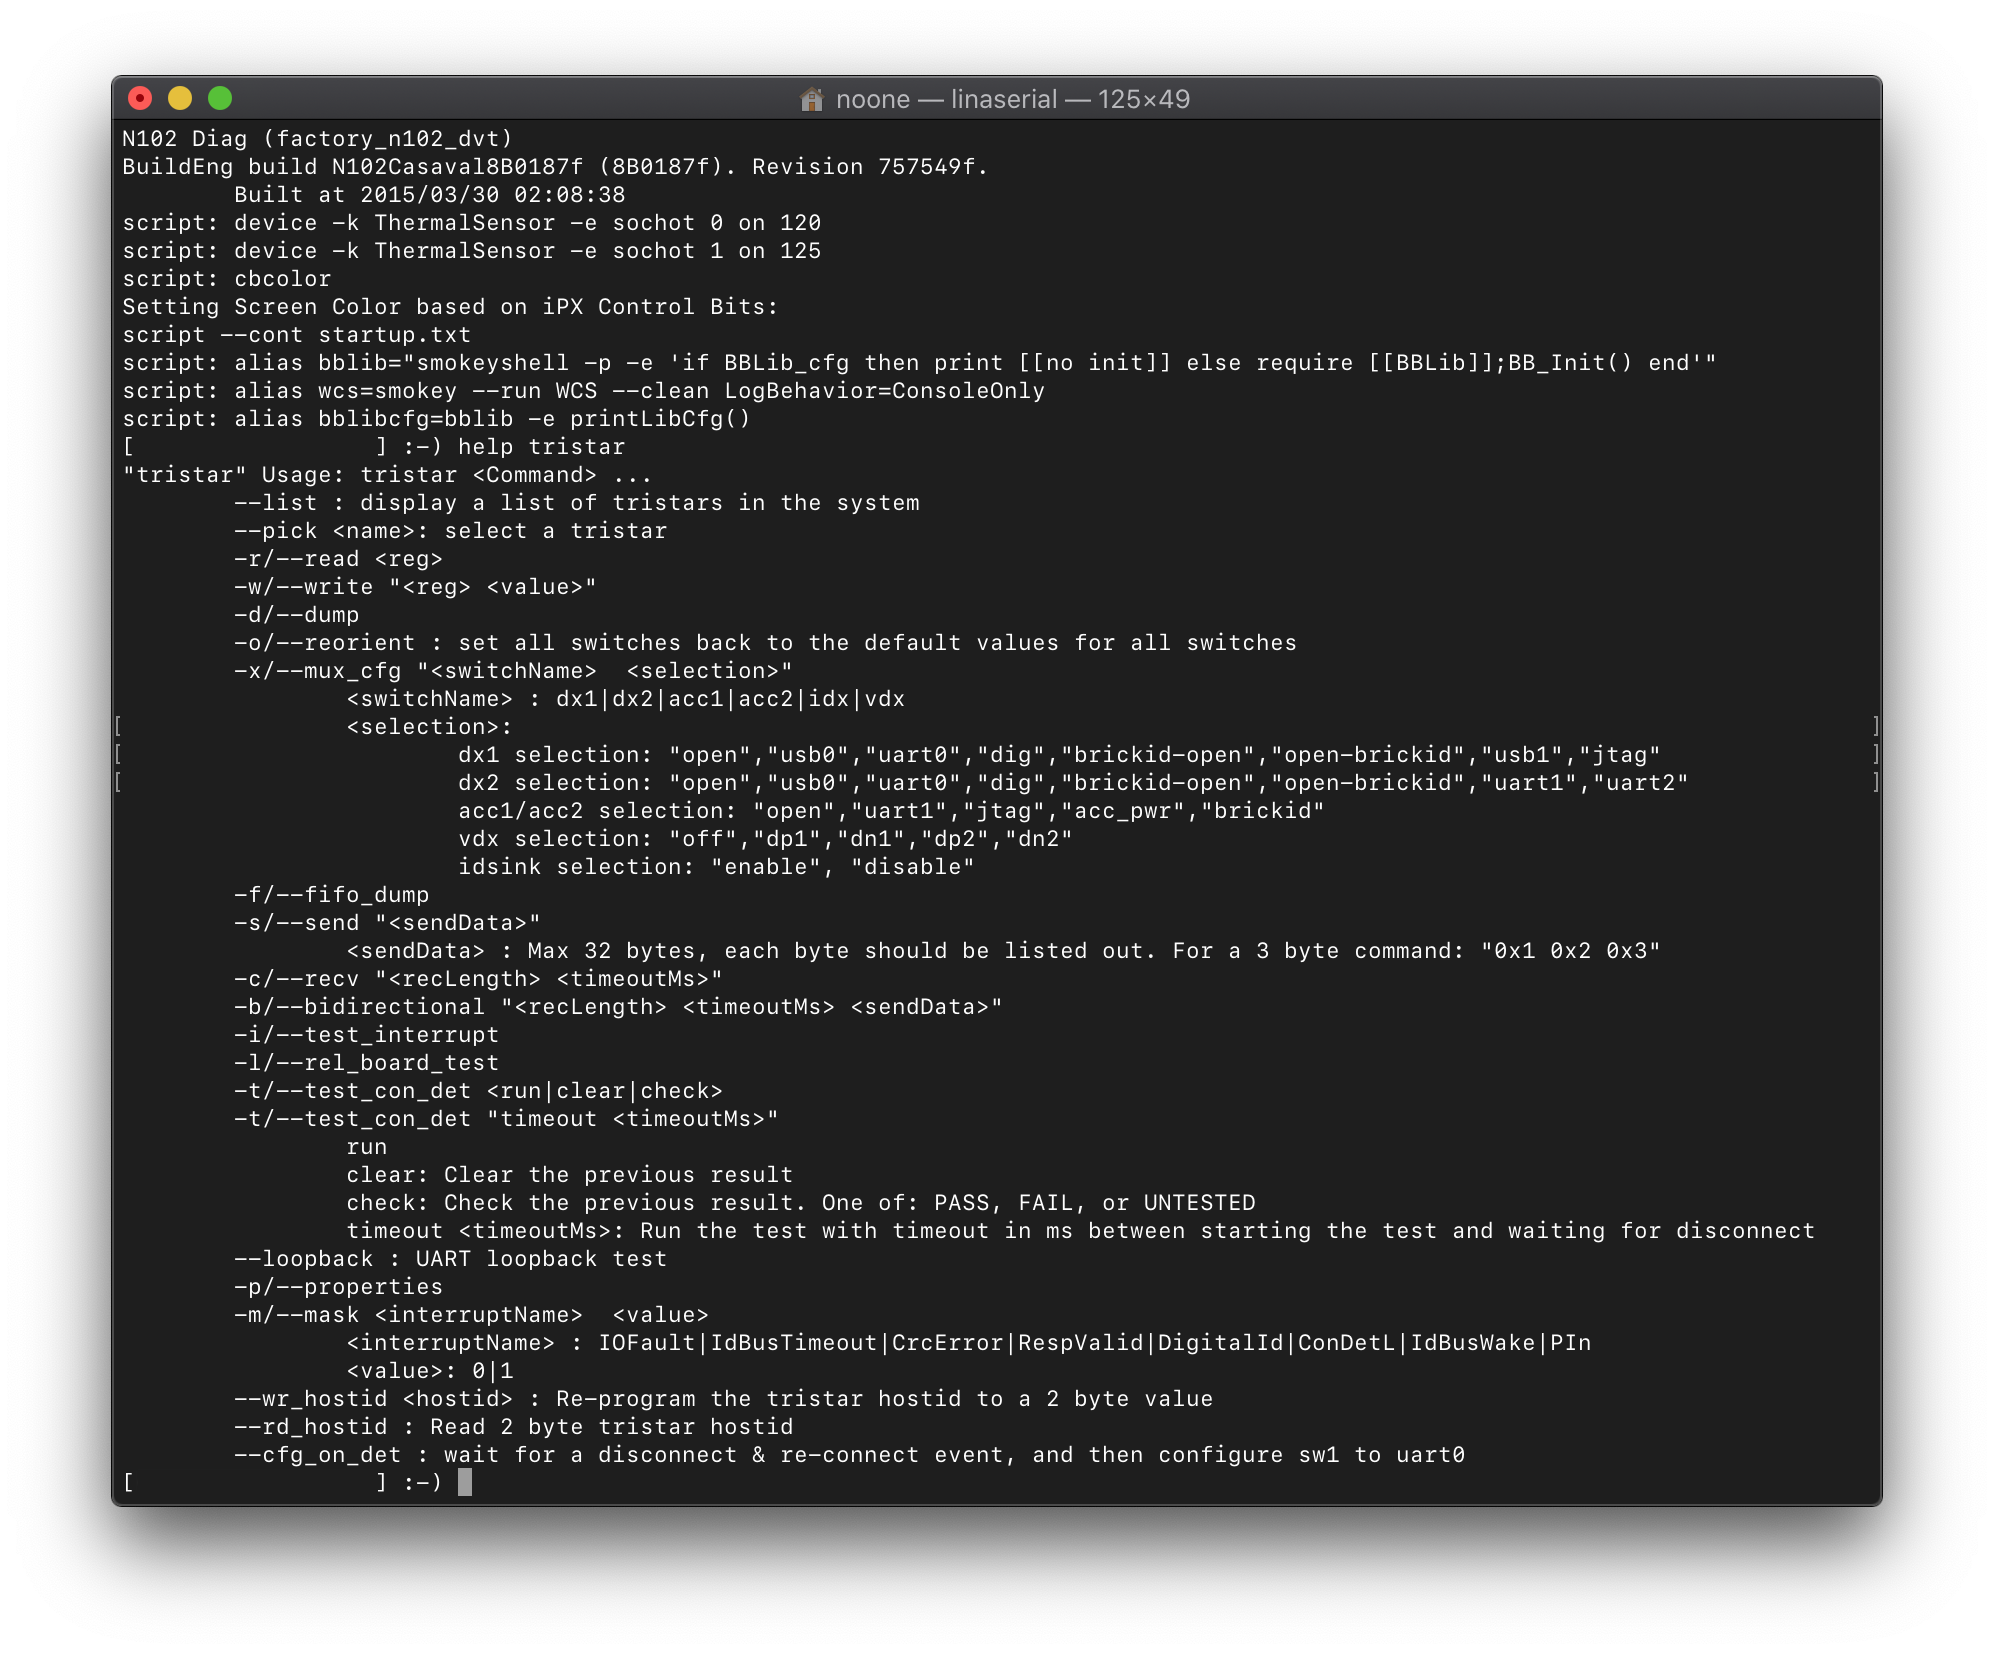 noone — linaserial — 125×49
N102 Diag (factory_n102_dvt)
BuildEng build N102Casaval8B0187f (8B0187f). Revision 757549f.
        Built at 2015/03/30 02:08:38
script: device -k ThermalSensor -e sochot 0 on 120
script: device -k ThermalSensor -e sochot 1 on 125
script: cbcolor
Setting Screen Color based on iPX Control Bits:
script --cont startup.txt
script: alias bblib="smokeyshell -p -e 'if BBLib_cfg then print [[no init]] else require [[BBLib]];BB_Init() end'"
script: alias wcs=smokey --run WCS --clean LogBehavior=ConsoleOnly
script: alias bblibcfg=bblib -e printLibCfg()
[                 ] :-) help tristar
"tristar" Usage: tristar <Command> ...
        --list : display a list of tristars in the system
        --pick <name>: select a tristar
        -r/--read <reg>
        -w/--write "<reg> <value>"
        -d/--dump
        -o/--reorient : set all switches back to the default values for all switches
        -x/--mux_cfg "<switchName>  <selection>"
                <switchName> : dx1|dx2|acc1|acc2|idx|vdx
[               <selection>: ]
[                       dx1 selection: "open","usb0","uart0","dig","brickid-open","open-brickid","usb1","jtag" ]
[                       dx2 selection: "open","usb0","uart0","dig","brickid-open","open-brickid","uart1","uart2" ]
                        acc1/acc2 selection: "open","uart1","jtag","acc_pwr","brickid"
                        vdx selection: "off","dp1","dn1","dp2","dn2"
                        idsink selection: "enable", "disable"
        -f/--fifo_dump
        -s/--send "<sendData>"
                <sendData> : Max 32 bytes, each byte should be listed out. For a 3 byte command: "0x1 0x2 0x3"
        -c/--recv "<recLength> <timeoutMs>"
        -b/--bidirectional "<recLength> <timeoutMs> <sendData>"
        -i/--test_interrupt
        -l/--rel_board_test
        -t/--test_con_det <run|clear|check>
        -t/--test_con_det "timeout <timeoutMs>"
                run
                clear: Clear the previous result
                check: Check the previous result. One of: PASS, FAIL, or UNTESTED
                timeout <timeoutMs>: Run the test with timeout in ms between starting the test and waiting for disconnect
        --loopback : UART loopback test
        -p/--properties
        -m/--mask <interruptName>  <value>
                <interruptName> : IOFault|IdBusTimeout|CrcError|RespValid|DigitalId|ConDetL|IdBusWake|PIn
                <value>: 0|1
        --wr_hostid <hostid> : Re-program the tristar hostid to a 2 byte value
        --rd_hostid : Read 2 byte tristar hostid
        --cfg_on_det : wait for a disconnect & re-connect event, and then configure sw1 to uart0
[                 ] :-)